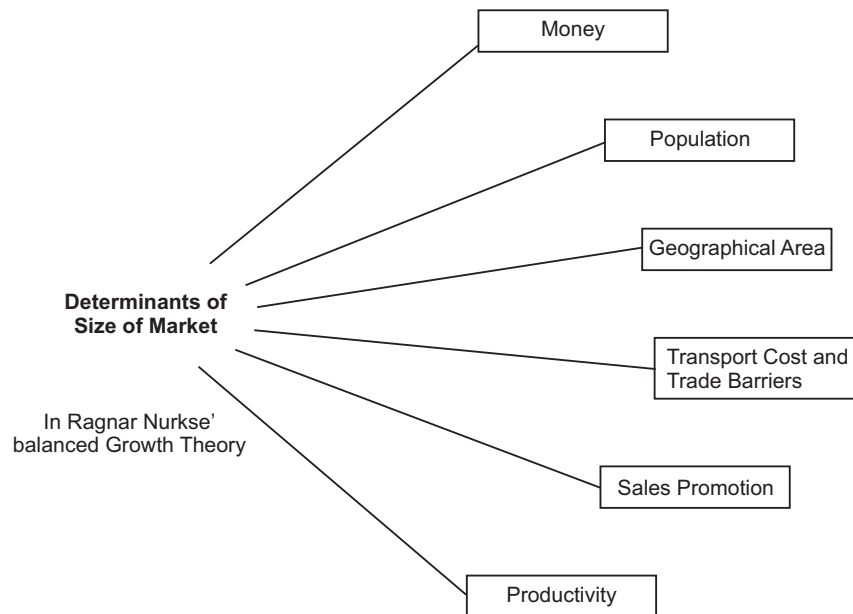 Money
Population
Geographical Area
Determinants of
Size of Market
Transport Cost and
Trade Barriers
In Ragnar Nurkse'
balanced Growth Theory
Sales Promotion
Productivity